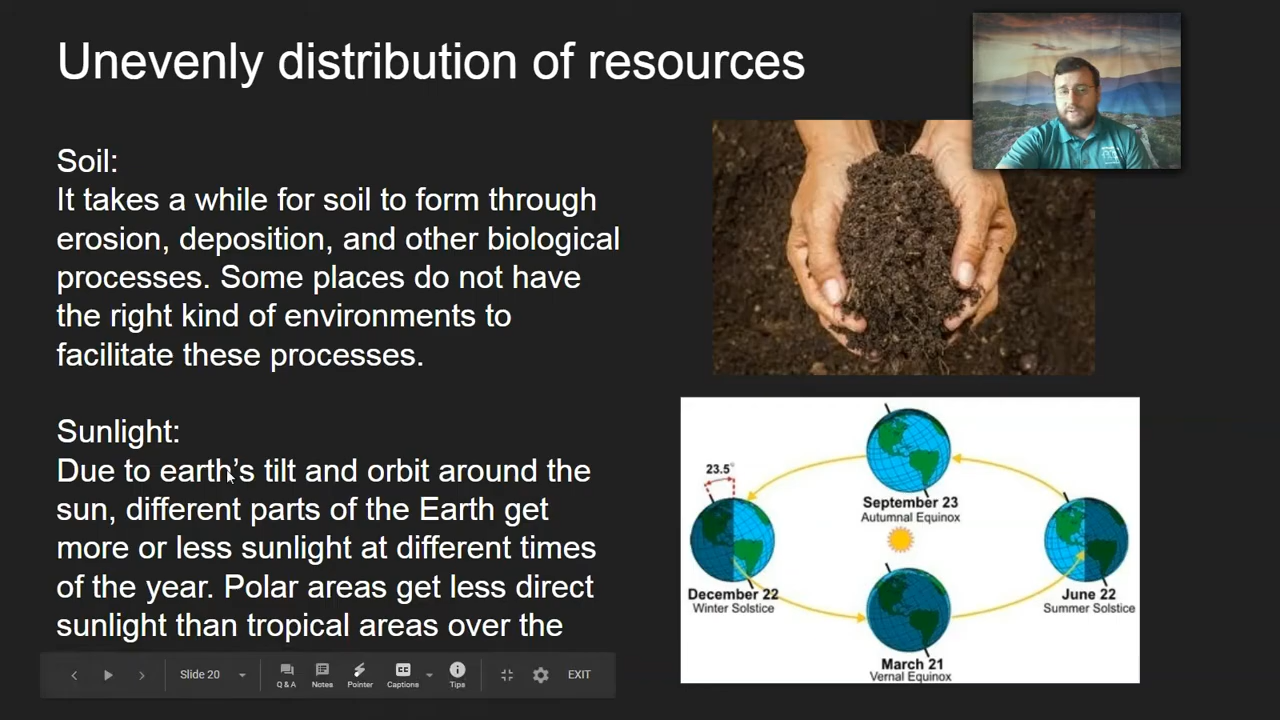 Unevenly distribution of resources
Soil:
It takes a while for soil to form through
erosion, deposition, and other biological
processes. Some places do not have
the right kind of environments to
facilitate these processes.
Sunlight:
Due to earth's tilt and orbit around the
sun, different parts of the Earth get
more or less sunlight at different times
of the year. Polar areas get less direct
sunlight than tropical areas over the
23.5°
September 23
Autumnal Equinox
December 22
Winter Solstice
June 22
Summer Solstice
March 21
Vernal Equinox
Slide 20
Q & A
Notes
Pointer
CC
Captions
Tips
EXIT